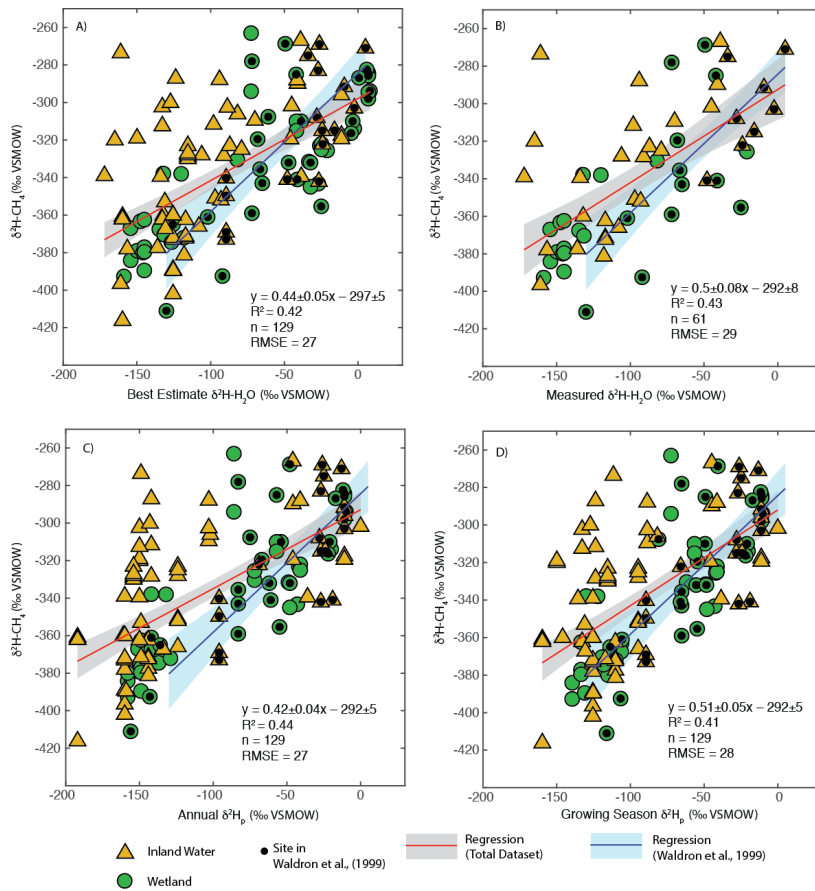 A)
-260
-280
-300
-320
-340
-360
-380
-400
-420
δ²H-CH₄(‰ VSMOW)
y = 0.44±0.05x − 297±5
R² = 0.42
n = 129
RMSE = 27
-200 -150 -100 -50 0
Best Estimate δ²H-H₂O (‰ VSMOW)
B)
-260
-280
-300
-320
-340
-360
-380
-400
-420
δ²H-CH₄(‰ VSMOW)
y = 0.5±0.08x − 292±8
R² = 0.43
n = 61
RMSE = 29
-200 -150 -100 -50 0
Measured δ²H-H₂O (‰ VSMOW)
C)
-260
-280
-300
-320
-340
-360
-380
-400
-420
δ²H-CH₄(‰ VSMOW)
y = 0.42±0.04x − 292±5
R² = 0.44
n = 129
RMSE = 27
-200 -150 -100 -50 0
Annual δ²Hₚ (‰ VSMOW)
D)
-260
-280
-300
-320
-340
-360
-380
-400
-420
δ²H-CH₄(‰ VSMOW)
y = 0.51±0.05x − 292±5
R² = 0.41
n = 129
RMSE = 28
-200 -150 -100 -50 0
Growing Season δ²Hₚ (‰ VSMOW)
Inland Water
Wetland
Site in
Waldron et al., (1999)
Regression
(Total Dataset)
Regression
(Waldron et al., 1999)